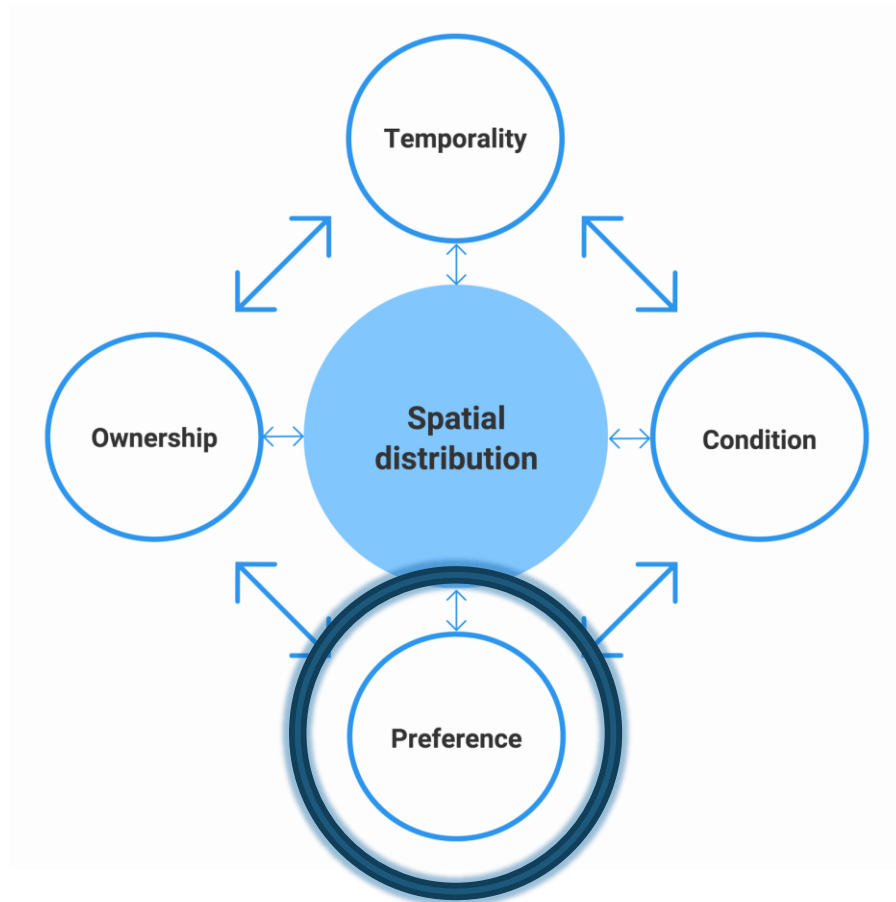 Temporality
Ownership
Spatial
distribution
Condition
Preference